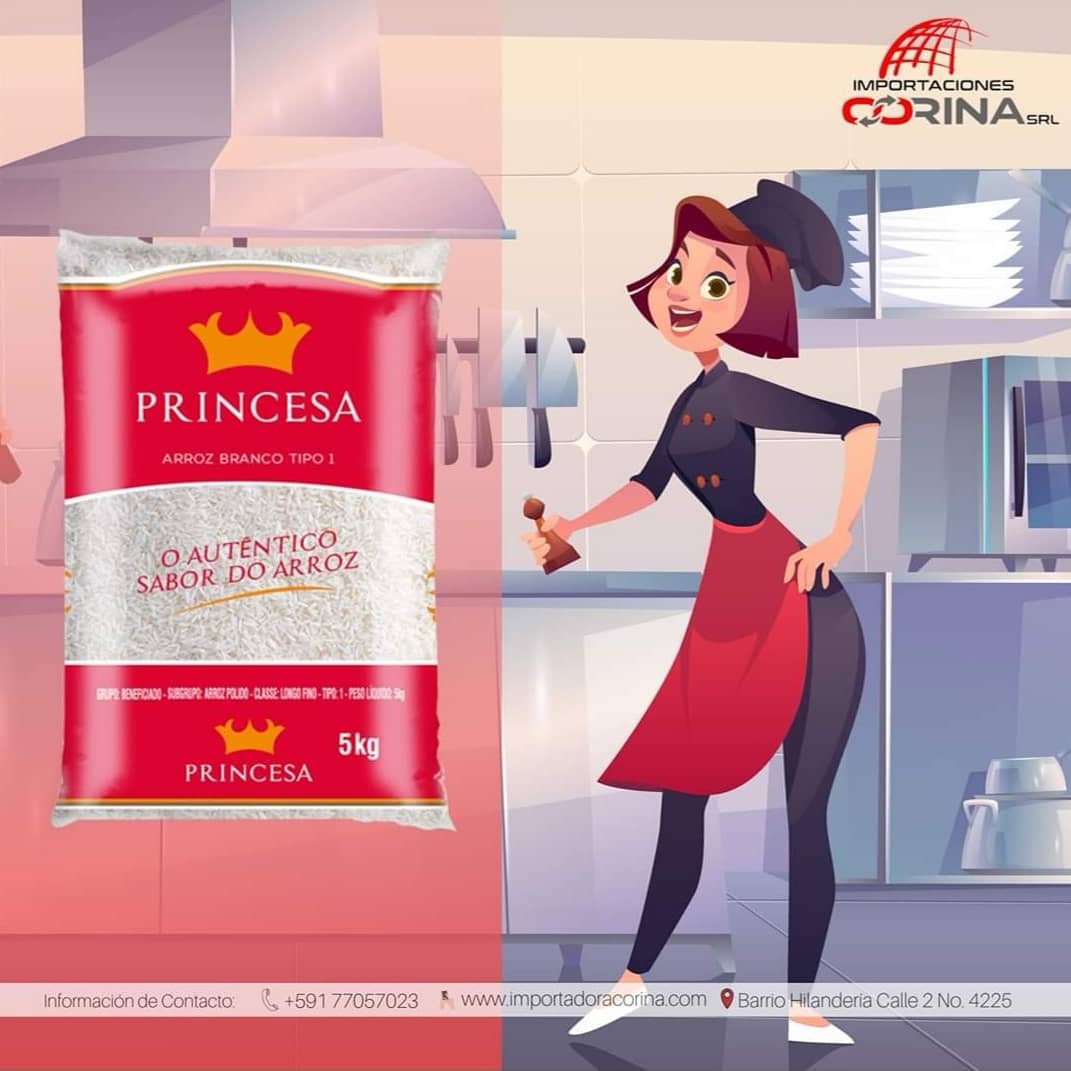 IMPORTACIONES
CORINA SRL
PRINCESA
ARROZ BRANCO TIPO 1
O AUTÊNTICO
SABOR DO ARROZ
GRUPO: BENEFICIADO - SUBGRUPO: ARROZ POLIDO - CLASSE: LONGO FINO - TIPO: 1 - PESO LÍQUIDO: 5kg
5kg
PRINCESA
Información de Contacto: +591 77057023 www.importadoracorina.com Barrio Hilandería Calle 2 No. 4225